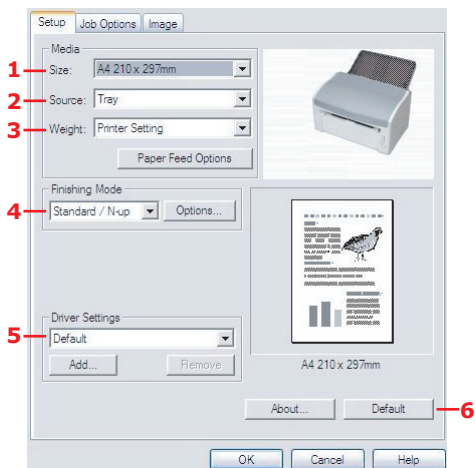 Setup Job Options Image
Media
1 Size: A4 210 x 297mm
2 Source: Tray
3 Weight: Printer Setting
Paper Feed Options
Finishing Mode
4 Standard / N-up Options...
Driver Settings
5 Default
Add... Remove
A4 210 x 297mm
About... Default 6
OK Cancel Help